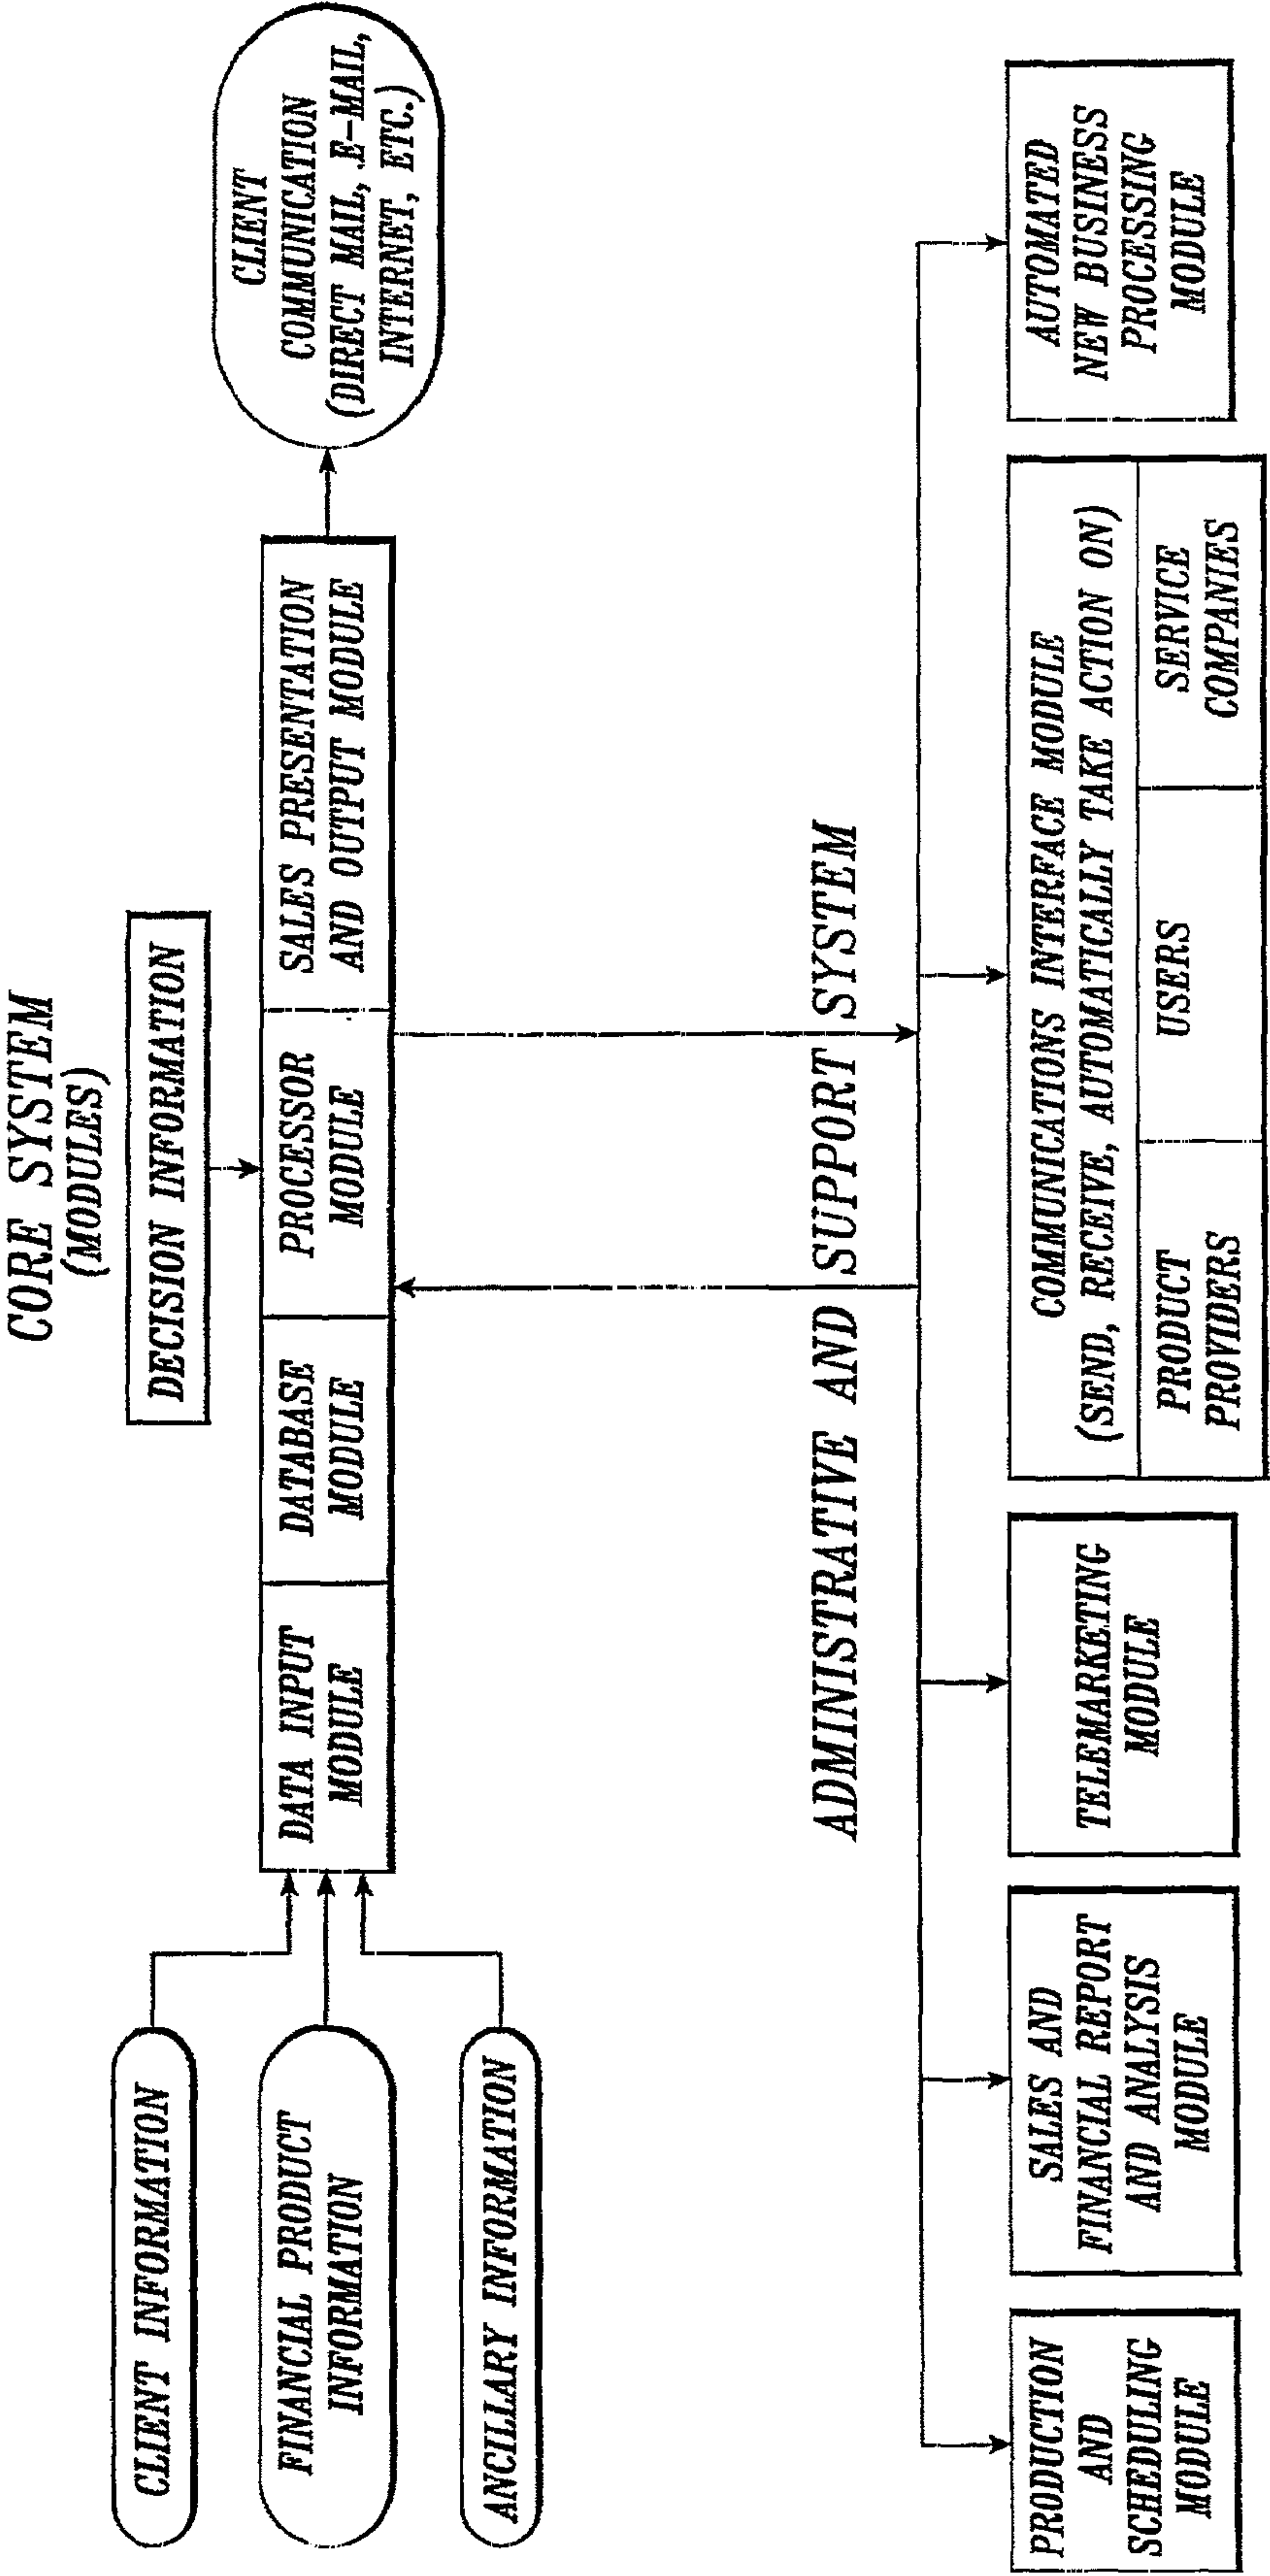 CORE SYSTEM
(MODULES)
DECISION INFORMATION
CLIENT INFORMATION
FINANCIAL PRODUCT
INFORMATION
ANCILLARY INFORMATION
DATA INPUT
MODULE
DATABASE
MODULE
PROCESSOR
MODULE
SALES PRESENTATION
AND OUTPUT MODULE
CLIENT
COMMUNICATION
(DIRECT MAIL, E-MAIL,
INTERNET, ETC.)
ADMINISTRATIVE AND SUPPORT SYSTEM
PRODUCTION
AND
SCHEDULING
MODULE
SALES AND
FINANCIAL REPORT
AND ANALYSIS
MODULE
TELEMARKETING
MODULE
COMMUNICATIONS INTERFACE MODULE
(SEND, RECEIVE, AUTOMATICALLY TAKE ACTION ON)
PRODUCT
PROVIDERS
USERS
SERVICE
COMPANIES
AUTOMATED
NEW BUSINESS
PROCESSING
MODULE